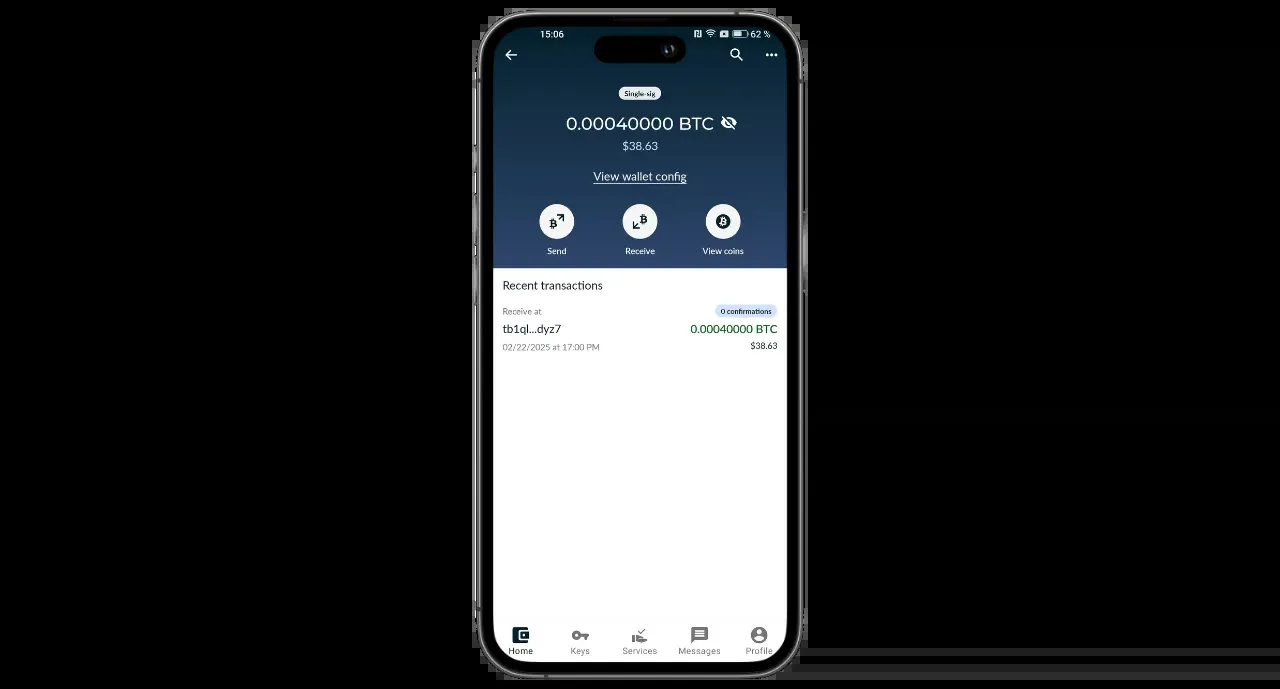 15:06 62 %
Single-sig
0.00040000 BTC
$38.63
View wallet config
Send Receive View coins
Recent transactions
Receive at 0 confirmations
tb1ql...dyz7 0.00040000 BTC
02/22/2025 at 17:00 PM $38.63
Home Keys Services Messages Profile